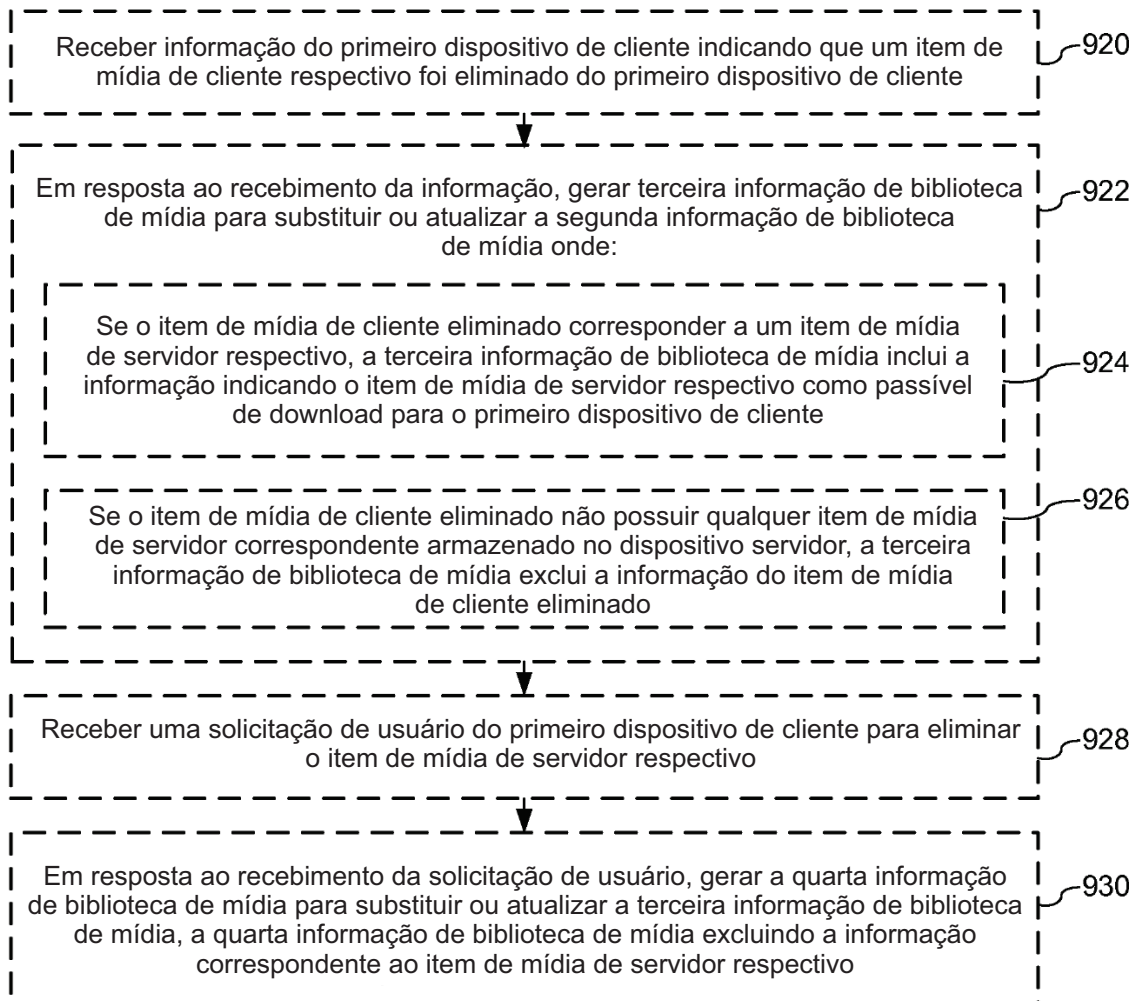 Receber informação do primeiro dispositivo de cliente indicando que um item de
mídia de cliente respectivo foi eliminado do primeiro dispositivo de cliente
920
Em resposta ao recebimento da informação, gerar terceira informação de biblioteca
de mídia para substituir ou atualizar a segunda informação de biblioteca
de mídia onde:
922
Se o item de mídia de cliente eliminado corresponder a um item de mídia
de servidor respectivo, a terceira informação de biblioteca de mídia inclui a
informação indicando o item de mídia de servidor respectivo como passível
de download para o primeiro dispositivo de cliente
924
Se o item de mídia de cliente eliminado não possuir qualquer item de mídia
de servidor correspondente armazenado no dispositivo servidor, a terceira
informação de biblioteca de mídia exclui a informação do item de mídia
de cliente eliminado
926
Receber uma solicitação de usuário do primeiro dispositivo de cliente para eliminar
o item de mídia de servidor respectivo
928
Em resposta ao recebimento da solicitação de usuário, gerar a quarta informação
de biblioteca de mídia para substituir ou atualizar a terceira informação de biblioteca
de mídia, a quarta informação de biblioteca de mídia excluindo a informação
correspondente ao item de mídia de servidor respectivo
930